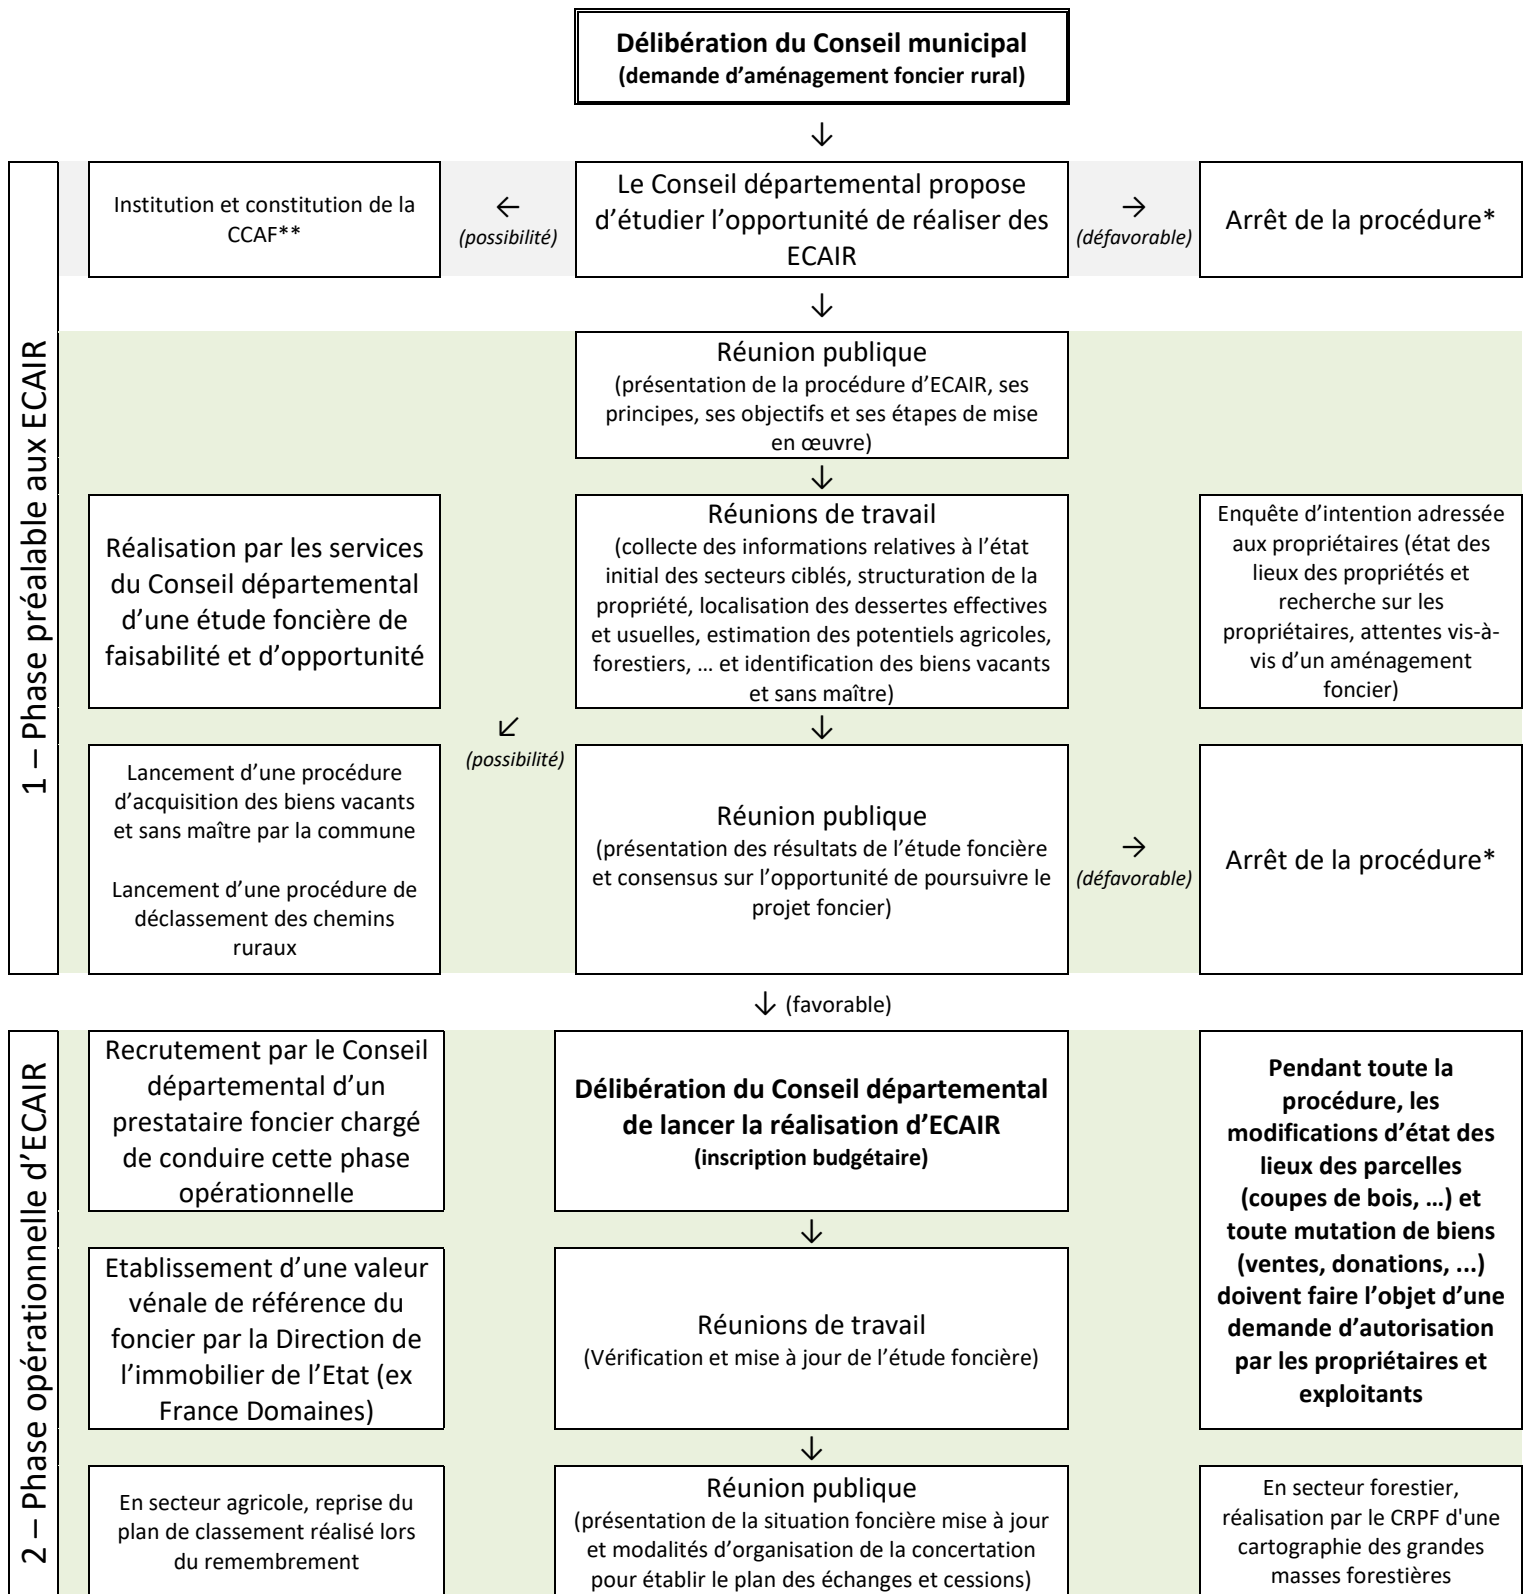 Délibération du Conseil municipal
(demande d’aménagement foncier rural)
↓
1 – Phase préalable aux ECAIR
Institution et constitution de la
CCAF**
←
(possibilité)
Le Conseil départemental propose
d’étudier l’opportunité de réaliser des
ECAIR
→
(défavorable)
Arrêt de la procédure*
↓
Réunion publique
(présentation de la procédure d’ECAIR, ses
principes, ses objectifs et ses étapes de mise
en œuvre)
↓
Réalisation par les services
du Conseil départemental
d’une étude foncière de
faisabilité et d’opportunité
Réunions de travail
(collecte des informations relatives à l’état
initial des secteurs ciblés, structuration de la
propriété, localisation des dessertes effectives
et usuelles, estimation des potentiels agricoles,
forestiers, … et identification des biens vacants
et sans maître)
Enquête d’intention adressée
aux propriétaires (état des
lieux des propriétés et
recherche sur les
propriétaires, attentes vis-à-
vis d’un aménagement
foncier)
↙
(possibilité)
↓
Lancement d’une procédure
d’acquisition des biens vacants
et sans maître par la commune
Lancement d’une procédure de
déclassement des chemins
ruraux
Réunion publique
(présentation des résultats de l’étude foncière
et consensus sur l’opportunité de poursuivre le
projet foncier)
→
(défavorable)
Arrêt de la procédure*
↓ (favorable)
2 – Phase opérationnelle d’ECAIR
Recrutement par le Conseil
départemental d’un
prestataire foncier chargé
de conduire cette phase
opérationnelle
Délibération du Conseil départemental
de lancer la réalisation d’ECAIR
(inscription budgétaire)
Pendant toute la
procédure, les
modifications d’état des
lieux des parcelles
(coupes de bois, …) et
toute mutation de biens
(ventes, donations, ...)
doivent faire l’objet d’une
demande d’autorisation
par les propriétaires et
exploitants
↓
Etablissement d’une valeur
vénale de référence du
foncier par la Direction de
l’immobilier de l’Etat (ex
France Domaines)
Réunions de travail
(Vérification et mise à jour de l’étude foncière)
↓
En secteur agricole, reprise du
plan de classement réalisé lors
du remembrement
Réunion publique
(présentation de la situation foncière mise à jour
et modalités d’organisation de la concertation
pour établir le plan des échanges et cessions)
En secteur forestier,
réalisation par le CRPF d'une
cartographie des grandes
masses forestières